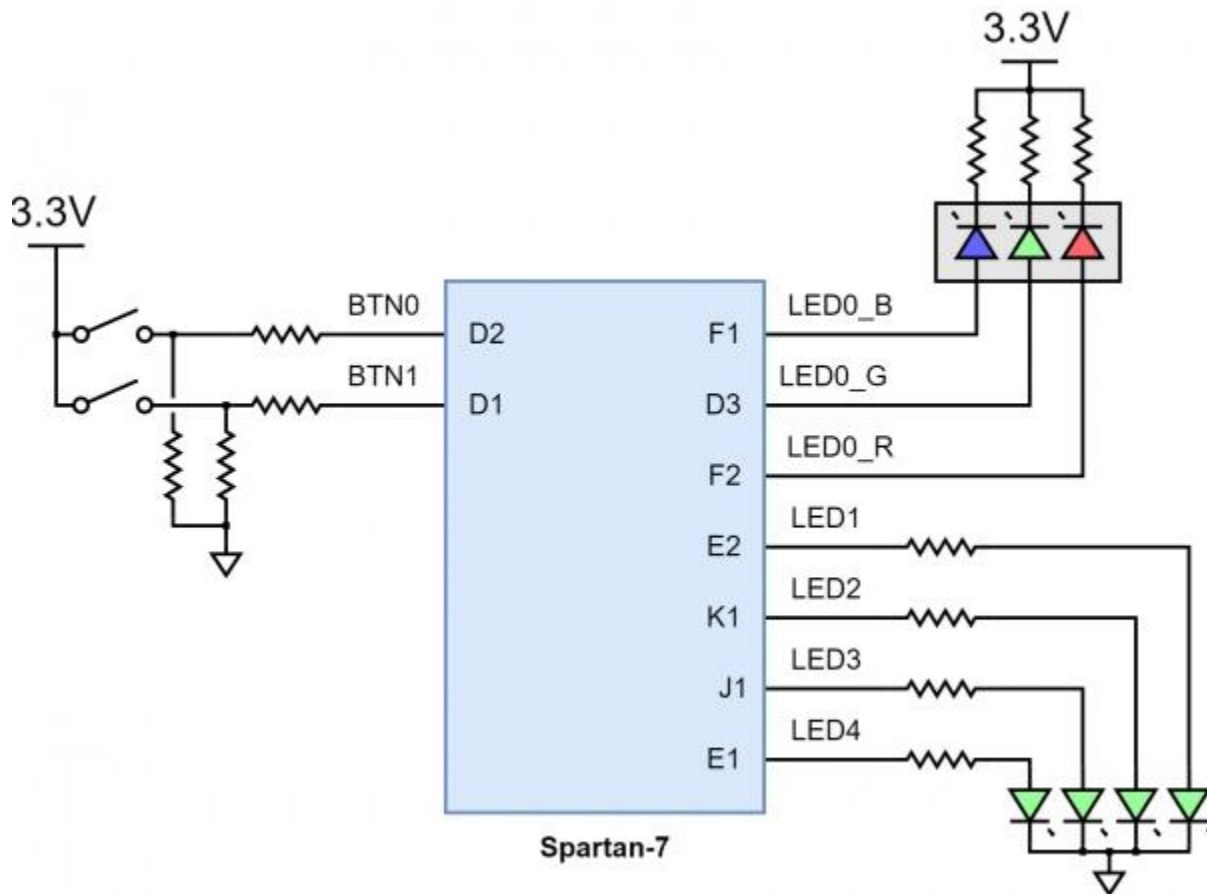 3.3V
3.3V
BTN0
D2
BTN1
D1
F1
LED0_B
D3
LED0_G
F2
LED0_R
E2
LED1
K1
LED2
J1
LED3
E1
LED4
Spartan-7